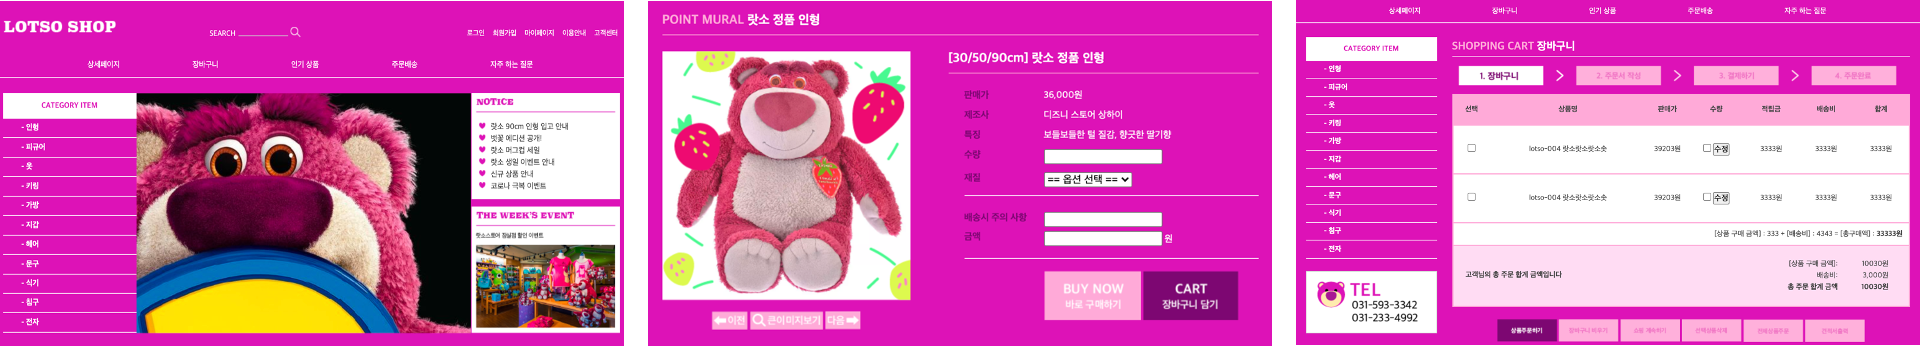 LOTSO SHOP
SEARCH
로그인 회원가입 마이페이지 이용안내 고객센터
상세페이지 장바구니 인기 상품 주문배송 자주 하는 질문
CATEGORY ITEM
- 인형
- 피규어
- 옷
- 키링
- 가방
- 지갑
- 헤어
- 문구
- 식기
- 침구
- 전자
NOTICE
랏소 90cm 인형 입고 안내
벚꽃 에디션 공개!
랏소 머그컵 세일
랏소 생일 이벤트 안내
신규 상품 안내
코로나 극복 이벤트
THE WEEK'S EVENT
랏소스토어 잠실점 할인 이벤트
POINT MURAL 랏소 정품 인형
[30/50/90cm] 랏소 정품 인형
판매가 36,000원
제조사 디즈니 스토어 상하이
특징 보들보들한 털 질감, 향긋한 딸기향
수량
재질 == 옵션 선택 ==
배송시 주의 사항
금액 원
BUY NOW
바로 구매하기
CART
장바구니 담기
이전 큰이미지보기 다음
상세페이지 장바구니 인기 상품 주문배송 자주 하는 질문
CATEGORY ITEM
- 인형
- 피규어
- 옷
- 키링
- 가방
- 지갑
- 헤어
- 문구
- 식기
- 침구
- 전자
TEL
031-593-3342
031-233-4992
SHOPPING CART 장바구니
1. 장바구니 2. 주문서 작성 3. 결제하기 4. 주문완료
선택 상품명 판매가 수량 적립금 배송비 합계
lotso-004 랏소랏소랏소숏 39203원 수정 3333원 3333원 3333원
lotso-004 랏소랏소랏소숏 39203원 수정 3333원 3333원 3333원
[상품 구매 금액] : 333 + [배송비] : 4343 = [총구매액] : 33333원
고객님의 총 주문 합계 금액입니다
[상품 구매 금액]: 10030원
배송비: 3,000원
총 주문 합계 금액 10030원
상품주문하기 장바구니 비우기 쇼핑 계속하기 선택상품삭제 전체상품주문